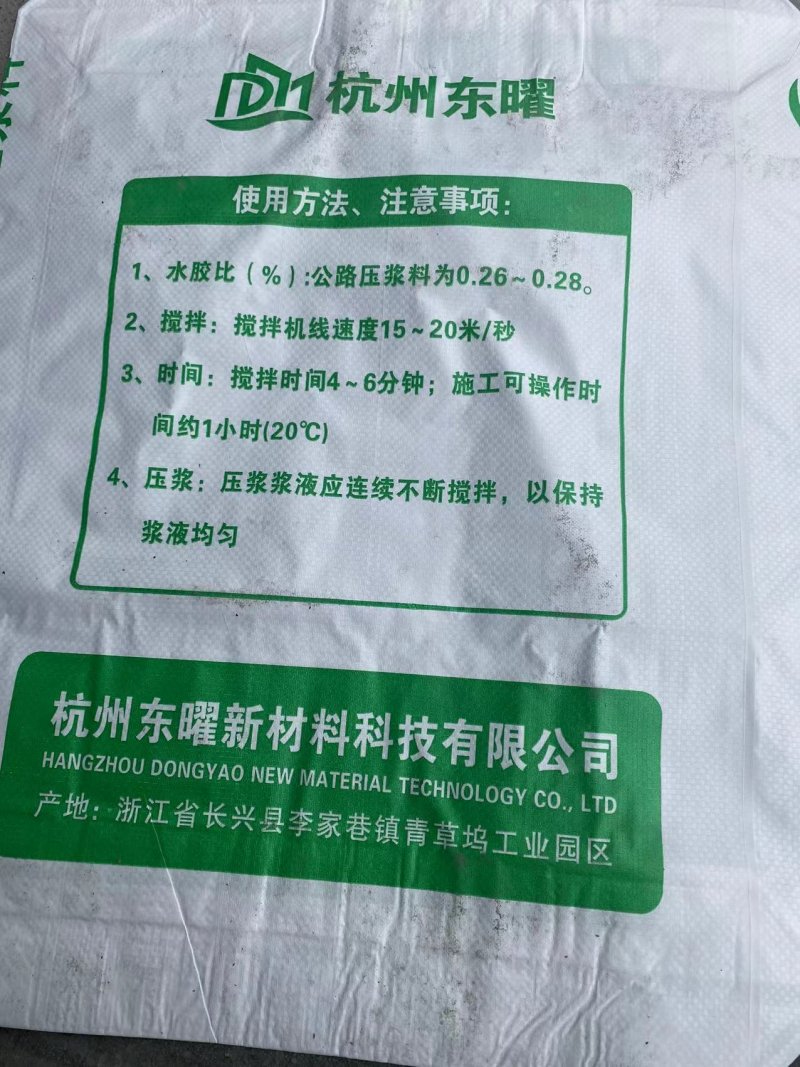 杭州东曜
使用方法、注意事项：
1、水胶比（%）:公路压浆料为0.26~0.28。
2、搅拌：搅拌机线速度15~20米/秒
3、时间：搅拌时间4~6分钟；施工可操作时
间约1小时(20℃)
4、压浆：压浆浆液应连续不断搅拌，以保持
浆液均匀
杭州东曜新材料科技有限公司
HANGZHOU DONGYAO NEW MATERIAL TECHNOLOGY CO., LTD
产地：浙江省长兴县李家巷镇青草坞工业园区